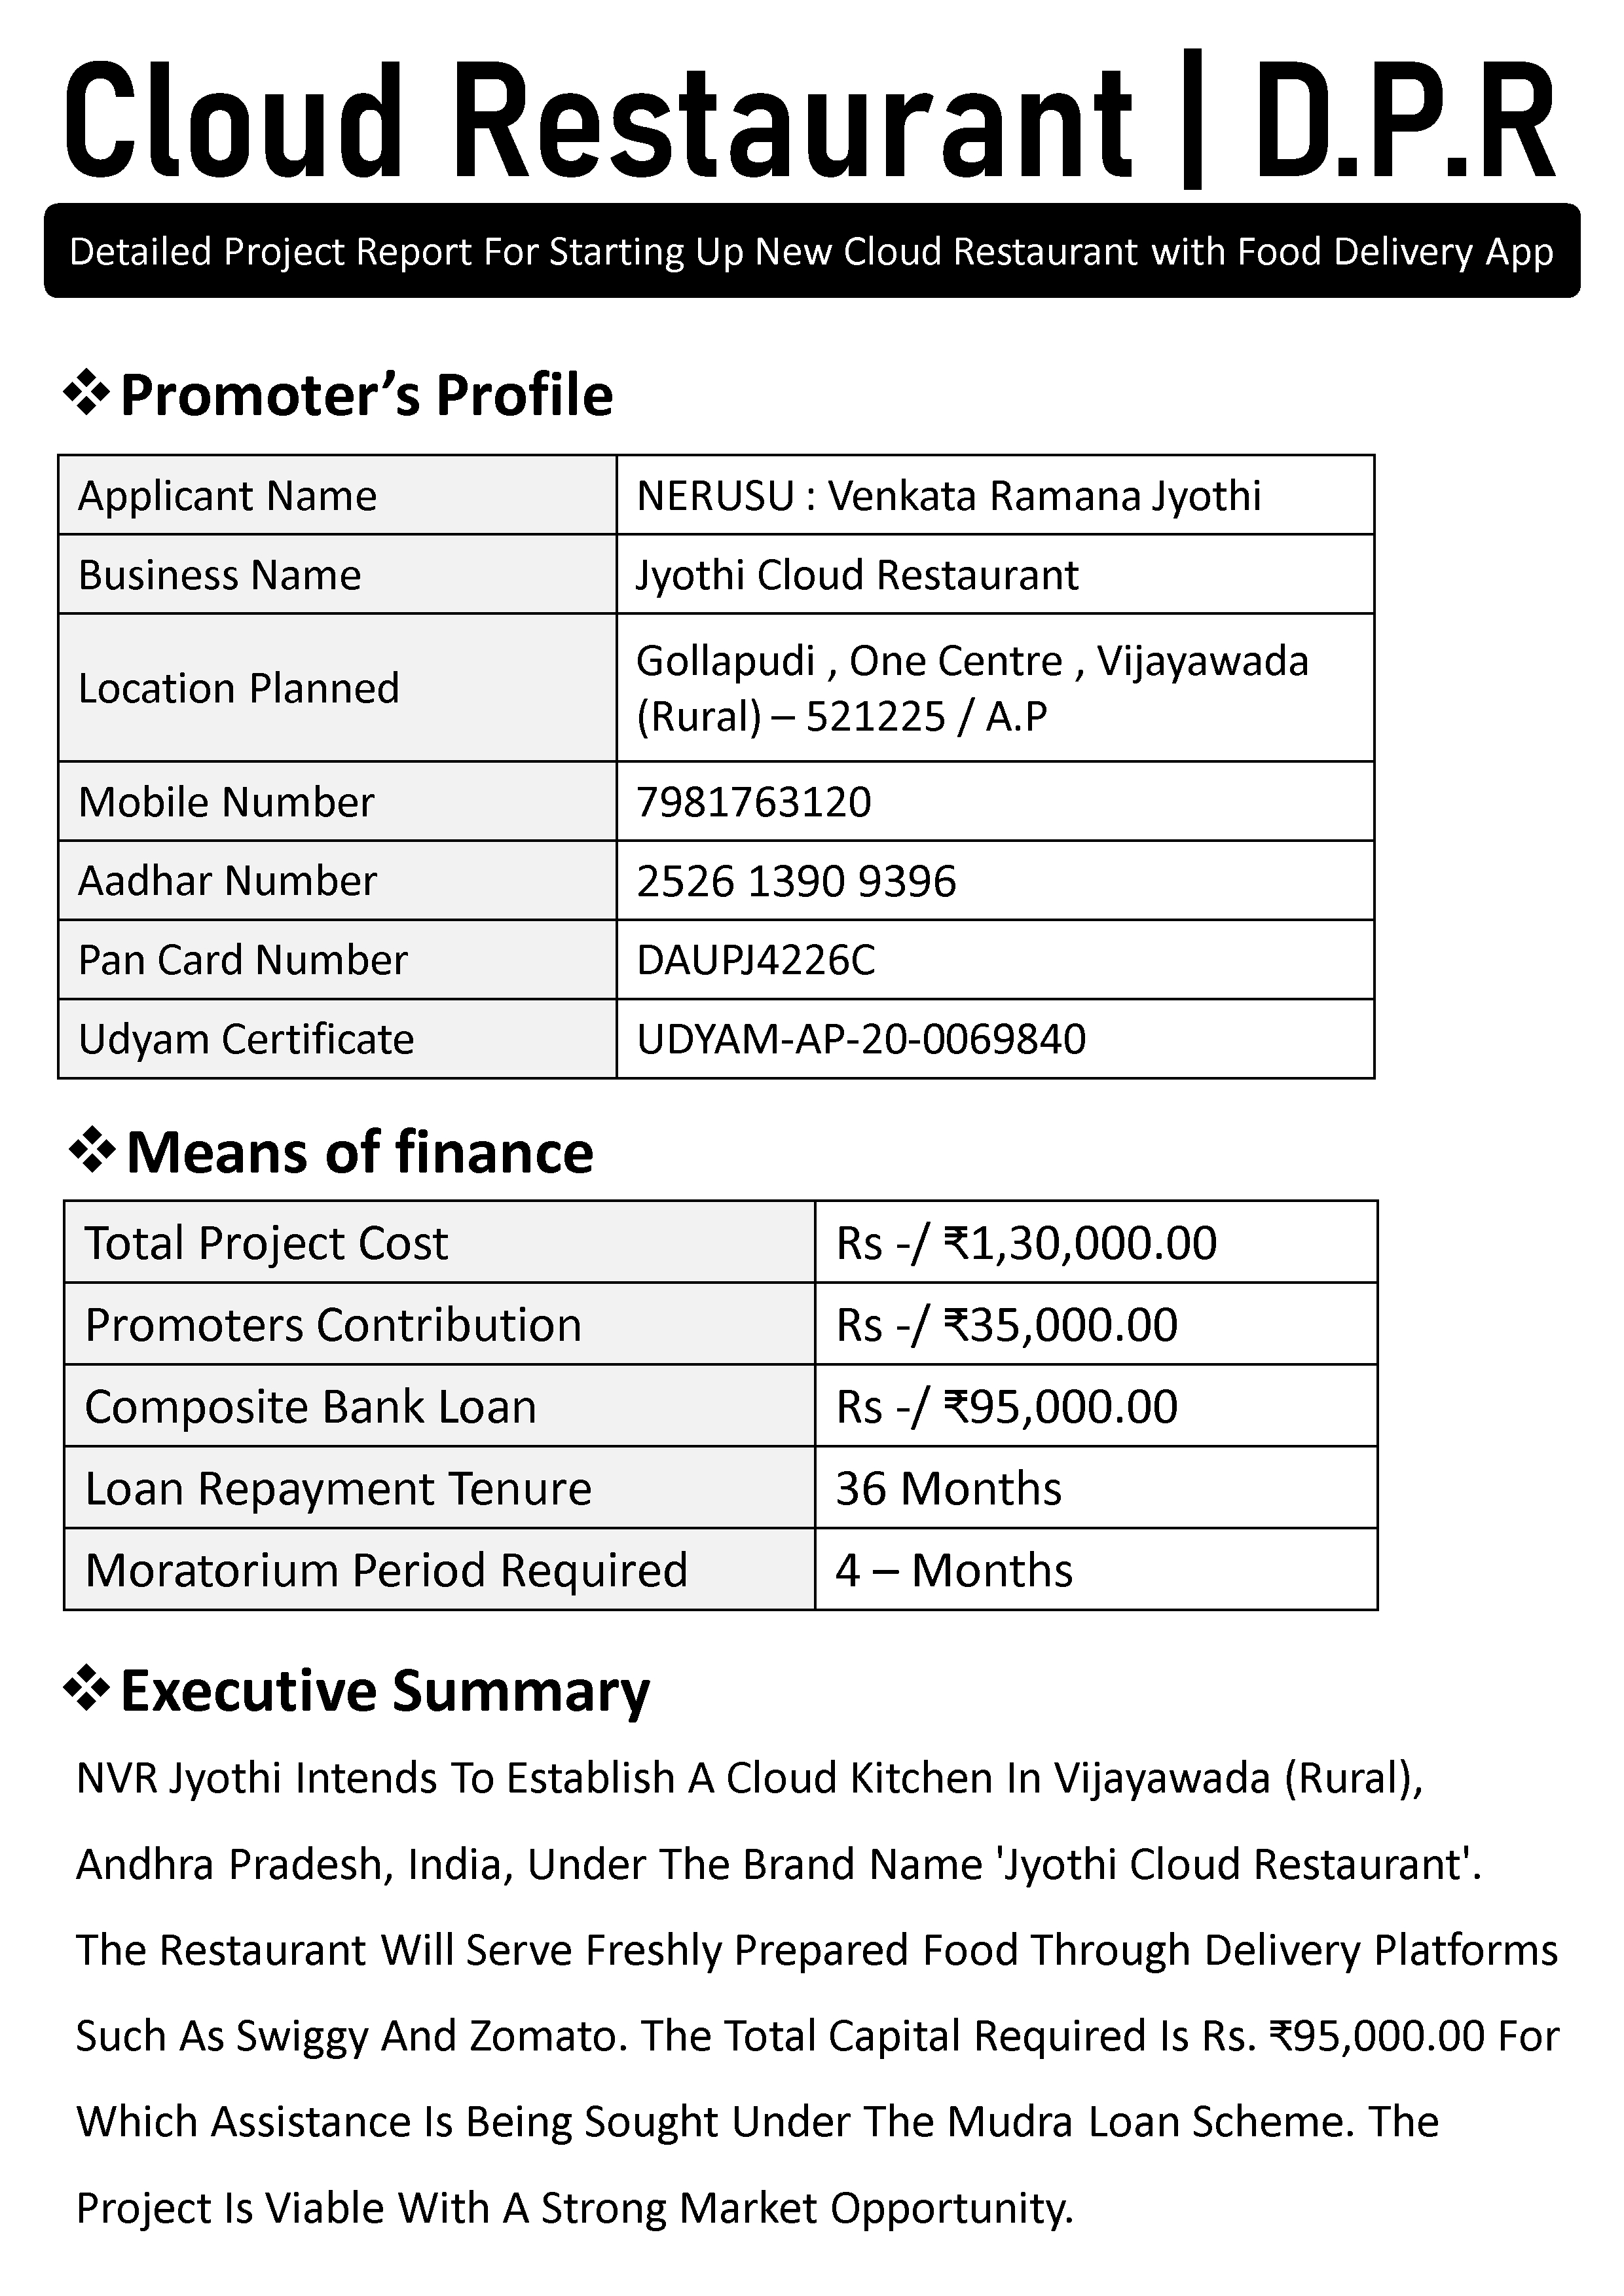 Cloud Restaurant | D.P.R
Detailed Project Report For Starting Up New Cloud Restaurant with Food Delivery App
❖ Promoter’s Profile
Applicant Name NERUSU : Venkata Ramana Jyothi
Business Name Jyothi Cloud Restaurant
Location Planned Gollapudi , One Centre , Vijayawada
(Rural) – 521225 / A.P
Mobile Number 7981763120
Aadhar Number 2526 1390 9396
Pan Card Number DAUPJ4226C
Udyam Certificate UDYAM-AP-20-0069840
❖ Means of finance
Total Project Cost Rs -/ ₹1,30,000.00
Promoters Contribution Rs -/ ₹35,000.00
Composite Bank Loan Rs -/ ₹95,000.00
Loan Repayment Tenure 36 Months
Moratorium Period Required 4 – Months
❖ Executive Summary
NVR Jyothi Intends To Establish A Cloud Kitchen In Vijayawada (Rural),
Andhra Pradesh, India, Under The Brand Name 'Jyothi Cloud Restaurant'.
The Restaurant Will Serve Freshly Prepared Food Through Delivery Platforms
Such As Swiggy And Zomato. The Total Capital Required Is Rs. ₹95,000.00 For
Which Assistance Is Being Sought Under The Mudra Loan Scheme. The
Project Is Viable With A Strong Market Opportunity.